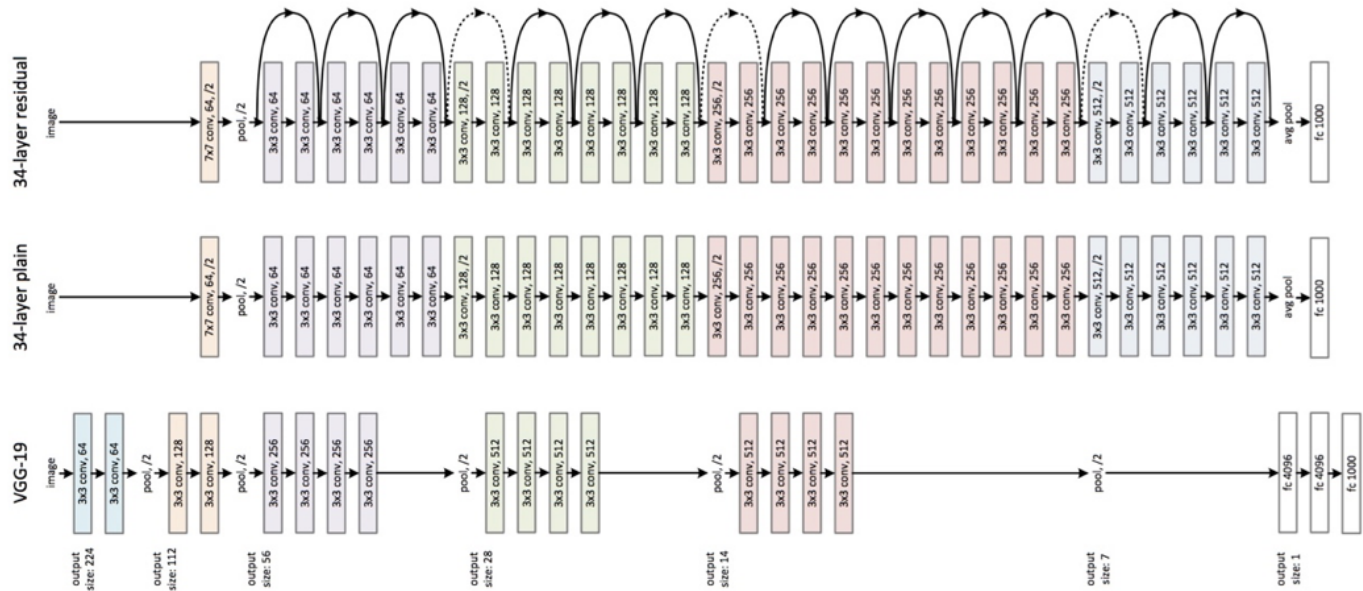 34-layer residual
image
7x7 conv, 64, /2
pool, /2
3x3 conv, 64
3x3 conv, 64
3x3 conv, 64
3x3 conv, 64
3x3 conv, 64
3x3 conv, 64
3x3 conv, 128, /2
3x3 conv, 128
3x3 conv, 128
3x3 conv, 128
3x3 conv, 128
3x3 conv, 128
3x3 conv, 128
3x3 conv, 128
3x3 conv, 256, /2
3x3 conv, 256
3x3 conv, 256
3x3 conv, 256
3x3 conv, 256
3x3 conv, 256
3x3 conv, 256
3x3 conv, 256
3x3 conv, 256
3x3 conv, 256
3x3 conv, 256
3x3 conv, 256
3x3 conv, 512, /2
3x3 conv, 512
3x3 conv, 512
3x3 conv, 512
3x3 conv, 512
3x3 conv, 512
avg pool
fc 1000
34-layer plain
image
7x7 conv, 64, /2
pool, /2
3x3 conv, 64
3x3 conv, 64
3x3 conv, 64
3x3 conv, 64
3x3 conv, 64
3x3 conv, 64
3x3 conv, 128, /2
3x3 conv, 128
3x3 conv, 128
3x3 conv, 128
3x3 conv, 128
3x3 conv, 128
3x3 conv, 128
3x3 conv, 128
3x3 conv, 256, /2
3x3 conv, 256
3x3 conv, 256
3x3 conv, 256
3x3 conv, 256
3x3 conv, 256
3x3 conv, 256
3x3 conv, 256
3x3 conv, 256
3x3 conv, 256
3x3 conv, 256
3x3 conv, 256
3x3 conv, 512, /2
3x3 conv, 512
3x3 conv, 512
3x3 conv, 512
3x3 conv, 512
3x3 conv, 512
avg pool
fc 1000
VGG-19
image
3x3 conv, 64
3x3 conv, 64
pool, /2
3x3 conv, 128
3x3 conv, 128
pool, /2
3x3 conv, 256
3x3 conv, 256
3x3 conv, 256
3x3 conv, 256
pool, /2
3x3 conv, 512
3x3 conv, 512
3x3 conv, 512
3x3 conv, 512
pool, /2
3x3 conv, 512
3x3 conv, 512
3x3 conv, 512
3x3 conv, 512
pool, /2
fc 4096
fc 4096
fc 1000
output
size: 224
output
size: 112
output
size: 56
output
size: 28
output
size: 14
output
size: 7
output
size: 1